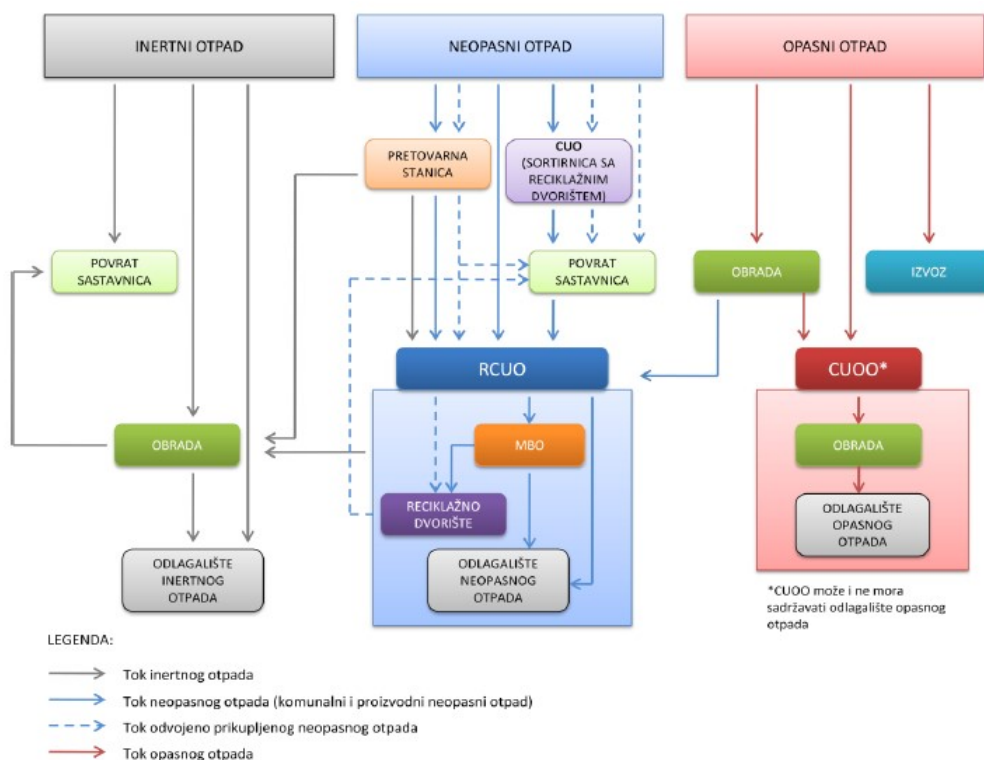 INERTNI OTPAD
NEOPASNI OTPAD
OPASNI OTPAD
PRETOVARNA
STANICA
CUO
(SORTIRNICA SA
RECIKLAŽNIM
DVORIŠTEM)
POVRAT
SASTAVNICA
POVRAT
SASTAVNICA
OBRADA
IZVOZ
RCUO
CUOO*
OBRADA
MBO
OBRADA
RECIKLAŽNO
DVORIŠTE
ODLAGALIŠTE
OPASNOG
OTPADA
ODLAGALIŠTE
INERTNOG
OTPADA
ODLAGALIŠTE
NEOPASNOG
OTPADA
*CUOO može i ne mora
sadržavati odlagalište opasnog
otpada
LEGENDA:
Tok inertnog otpada
Tok neopasnog otpada (komunalni i proizvodni neopasni otpad)
Tok odvojeno prikupljenog neopasnog otpada
Tok opasnog otpada